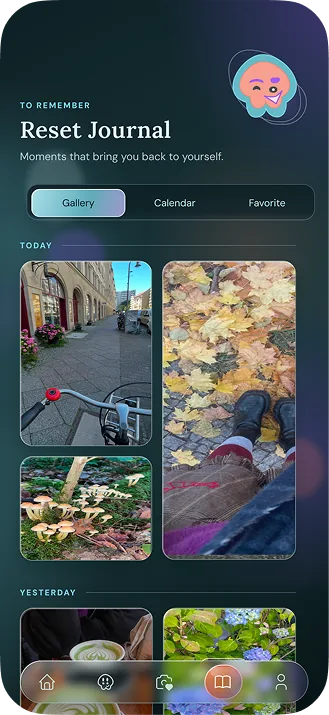 TO REMEMBER
Reset Journal
Moments that bring you back to yourself.
Gallery
Calendar
Favorite
TODAY
YESTERDAY